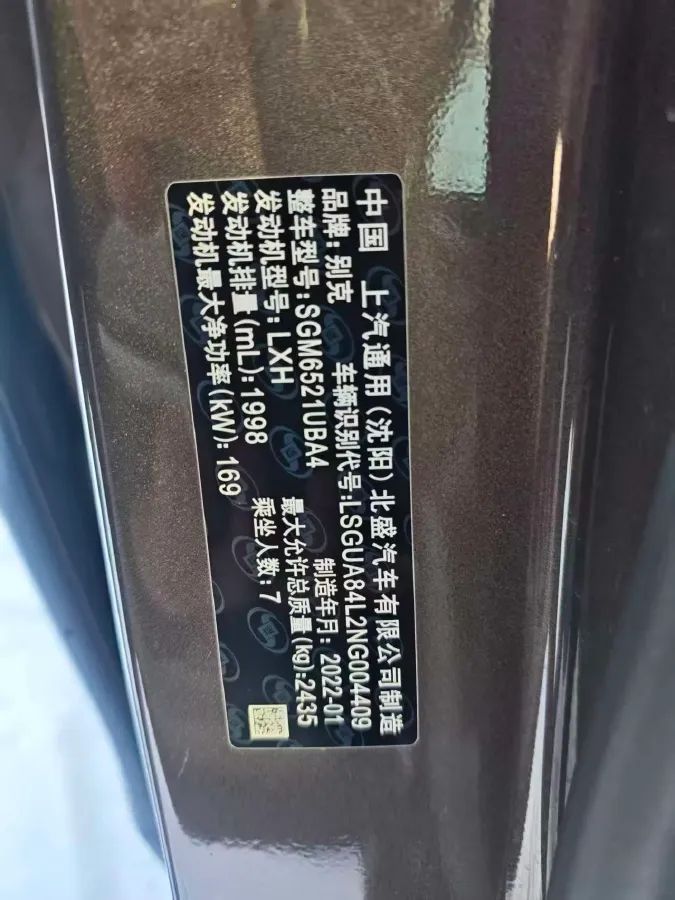 中国 上汽通用(沈阳)北盛汽车有限公司制造
品牌:别克 车辆识别代号:LSGUA84L2NG004409
整车型号:SGM6521UBA4 制造年月:2022-01
发动机型号:LXH 最大允许总质量(kg):2435
发动机排量(mL):1998 乘坐人数:7
发动机最大净功率(kW):169